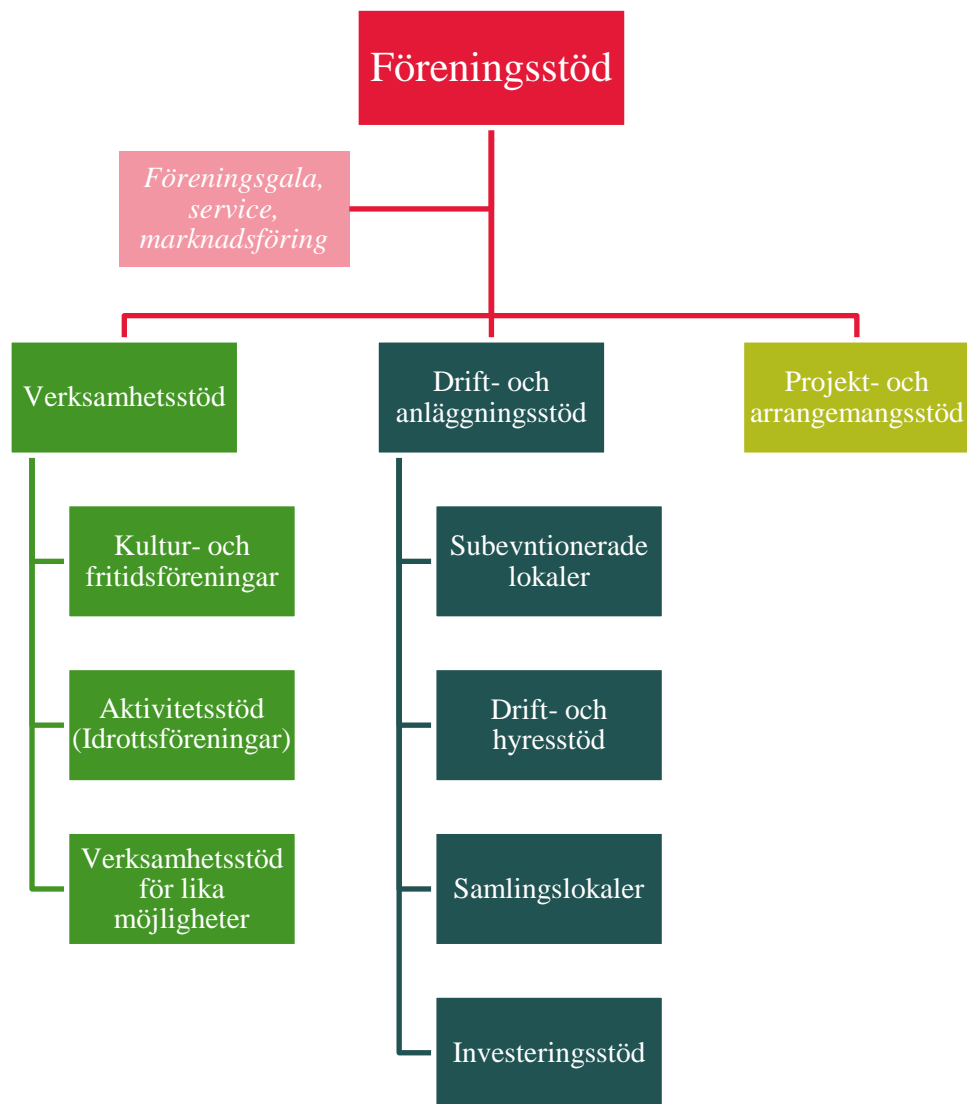 Föreningsstöd
Föreningsgala,
service,
marknadsföring
Verksamhetsstöd
Drift- och
anläggningsstöd
Projekt- och
arrangemangsstöd
Kultur- och
fritidsföreningar
Subevntionerade
lokaler
Aktivitetsstöd
(Idrottsföreningar)
Drift- och
hyresstöd
Verksamhetsstöd
för lika
möjligheter
Samlingslokaler
Investeringsstöd